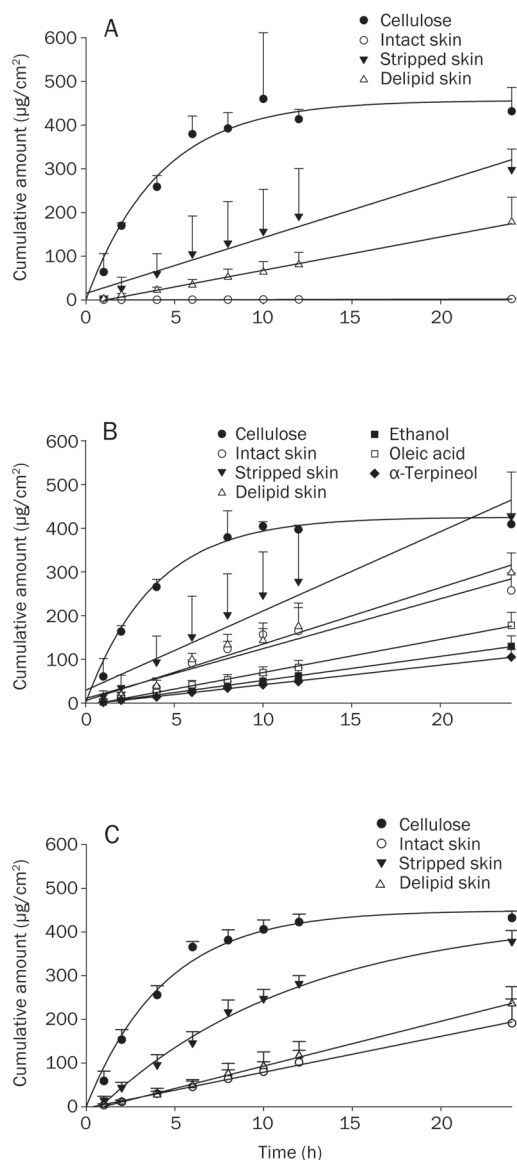 A
Cellulose
Intact skin
Stripped skin
Delipid skin
Cumulative amount (µg/cm²)
600
500
400
300
200
100
0
0 5 10 15 20
B
Cellulose
Intact skin
Stripped skin
Delipid skin
Ethanol
Oleic acid
α-Terpineol
Cumulative amount (µg/cm²)
600
500
400
300
200
100
0
0 5 10 15 20
C
Cellulose
Intact skin
Stripped skin
Delipid skin
Cumulative amount (µg/cm²)
600
500
400
300
200
100
0
0 5 10 15 20
Time (h)